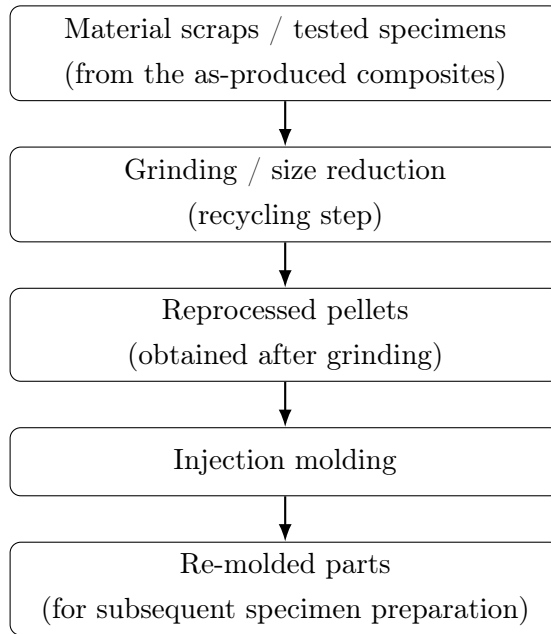 Material scraps / tested specimens
(from the as-produced composites)
Grinding / size reduction
(recycling step)
Reprocessed pellets
(obtained after grinding)
Injection molding
Re-molded parts
(for subsequent specimen preparation)